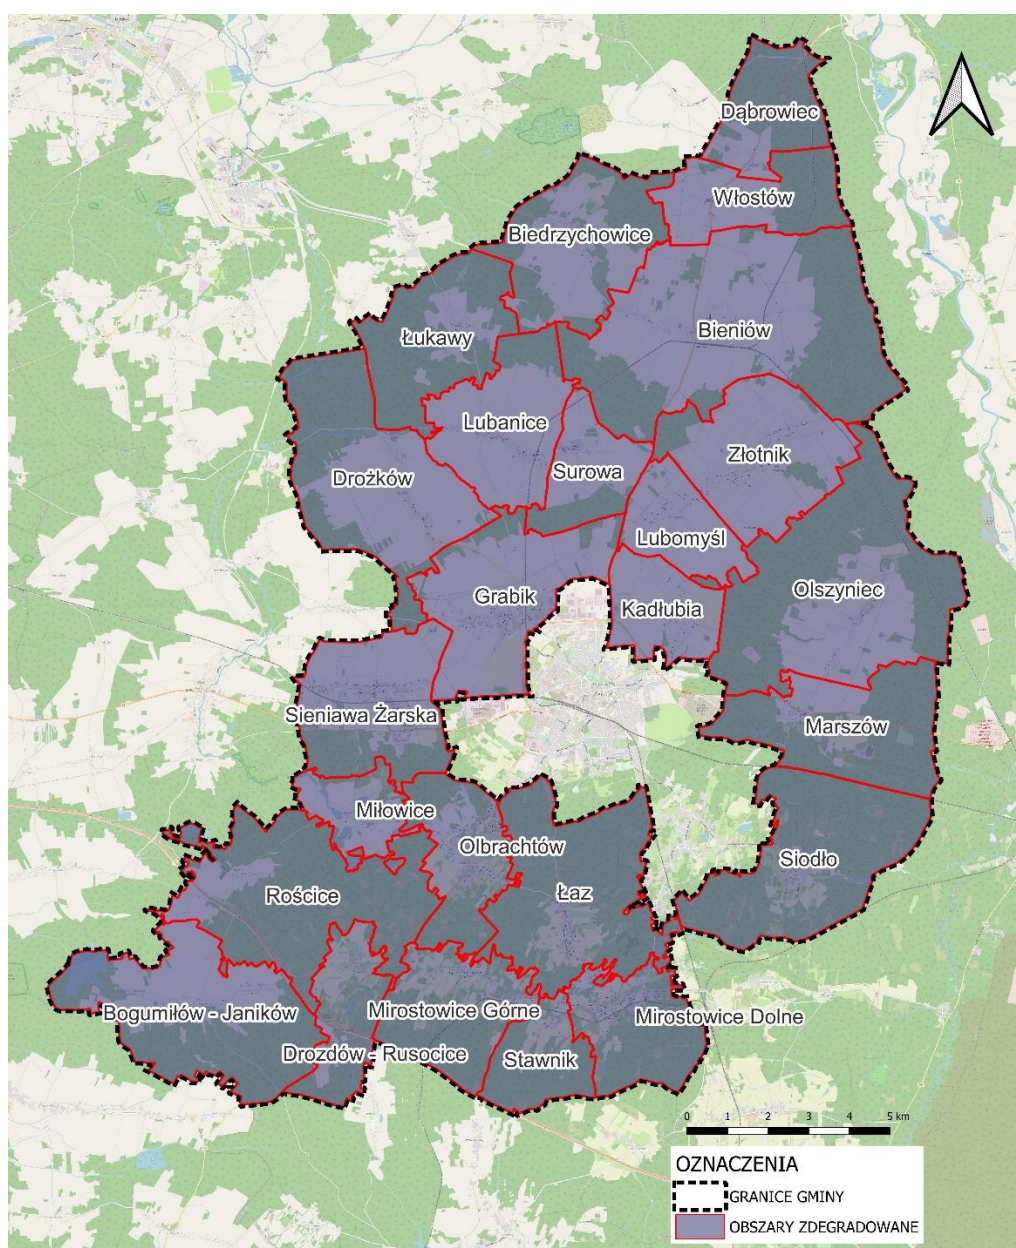 Dąbrowiec
Włostów
Biedrzychowice
Bieniów
Łukawy
Lubanice
Złotnik
Surowa
Drożków
Lubomyśl
Olszyniec
Grabik
Kadłubia
Sieniawa Żarska
Marszów
Miłowice
Olbrachtów
Siodło
Rościce
Łaz
Bogumiłów - Janików
Mirostowice Górne
Mirostowice Dolne
Drozdów - Rusocice
Stawnik
0 1 2 3 4 5 km
OZNACZENIA
GRANICE GMINY
OBSZARY ZDEGRADOWANE